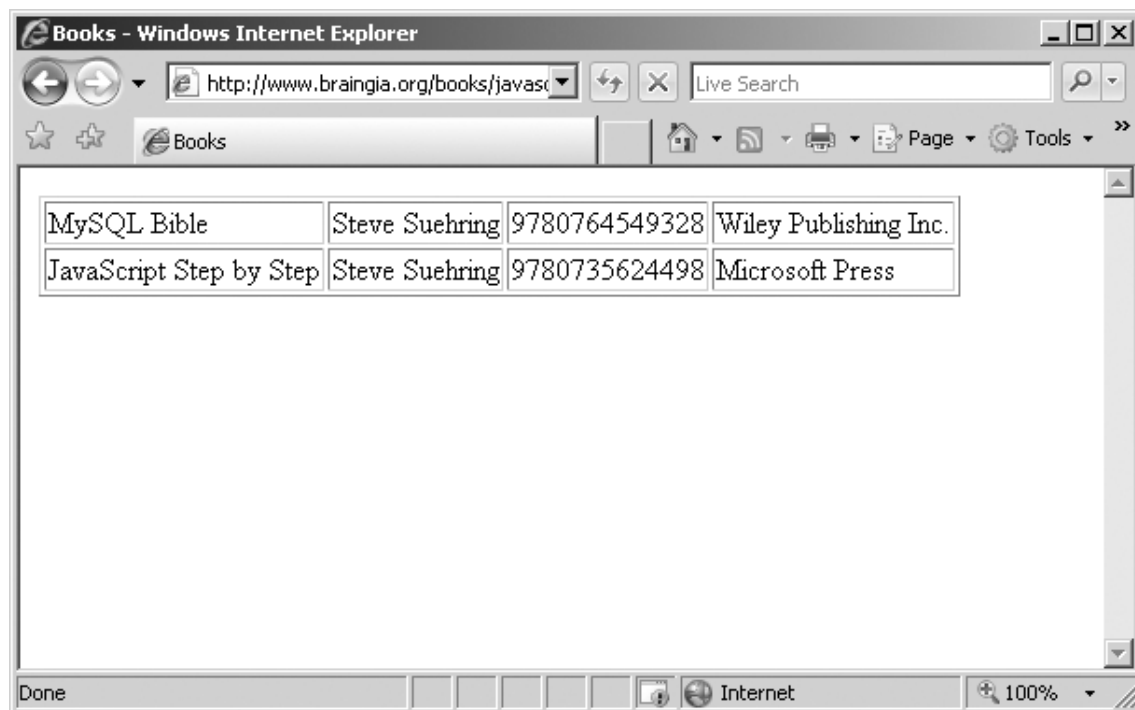 Books - Windows Internet Explorer
http://www.braingia.org/books/javasc
Live Search
Books
Page
Tools
MySQL Bible Steve Suehring 9780764549328 Wiley Publishing Inc.
JavaScript Step by Step Steve Suehring 9780735624498 Microsoft Press
Done Internet 100%